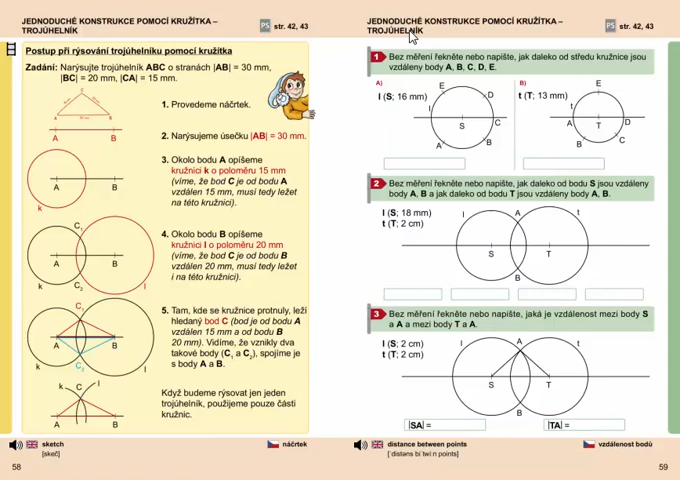 JEDNODUCHÉ KONSTRUKCE POMOCÍ KRUŽÍTKA –
TROJÚHELNÍK
PS str. 42, 43
Postup při rýsování trojúhelníku pomocí kružítka
Zadání: Narýsujte trojúhelník ABC o stranách |AB| = 30 mm,
|BC| = 20 mm, |CA| = 15 mm.
C
A
B
A B
1. Provedeme náčrtek.
2. Narýsujeme úsečku |AB| = 30 mm.
3. Okolo bodu A opíšeme
kružnici k o poloměru 15 mm
(víme, že bod C je od bodu A
vzdálen 15 mm, musí tedy ležet
na této kružnici).
A B
k
4. Okolo bodu B opíšeme
kružnici l o poloměru 20 mm
(víme, že bod C je od bodu B
vzdálen 20 mm, musí tedy ležet
i na této kružnici).
C1
A B
k C2 l
5. Tam, kde se kružnice protnuly, leží
hledaný bod C (bod je od bodu A
vzdálen 15 mm a od bodu B
20 mm). Vidíme, že vznikly dva
takové body (C1 a C2), spojíme je
s body A a B.
C1
A B
C2
k l
Když budeme rýsovat jen jeden
trojúhelník, použijeme pouze části
kružnic.
k C l
A B
sketch
[skeč]
náčrtek
58
JEDNODUCHÉ KONSTRUKCE POMOCÍ KRUŽÍTKA –
TROJÚHELNÍK
PS str. 42, 43
1 Bez měření řekněte nebo napište, jak daleko od středu kružnice jsou
vzdáleny body A, B, C, D, E.
A)
l (S; 16 mm)
E
D
l
S
C
A
B
B)
t (T; 13 mm)
E
t
A T D
B
C
2 Bez měření řekněte nebo napište, jak daleko od bodu S jsou vzdáleny
body A, B a jak daleko od bodu T jsou vzdáleny body A, B.
l (S; 18 mm)
t (T; 2 cm)
l A t
S T
B
3 Bez měření řekněte nebo napište, jaká je vzdálenost mezi body S
a A a mezi body T a A.
l (S; 2 cm)
t (T; 2 cm)
l A t
S T
B
|SA| =
|TA| =
distance between points
vzdálenost bodů
59